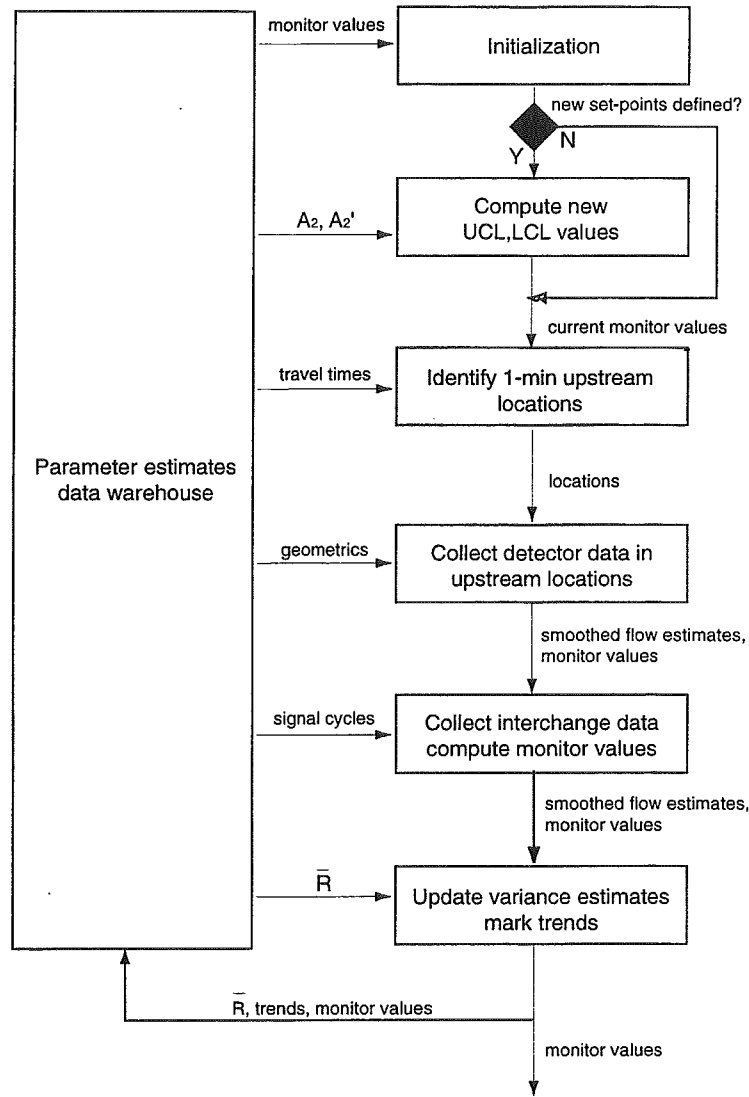 monitor values
Initialization
new set-points defined?
Y
N
A2, A2'
Compute new
UCL,LCL values
current monitor values
travel times
Identify 1-min upstream
locations
Parameter estimates
data warehouse
locations
geometrics
Collect detector data in
upstream locations
smoothed flow estimates,
monitor values
signal cycles
Collect interchange data
compute monitor values
smoothed flow estimates,
monitor values
R̄
Update variance estimates
mark trends
R̄, trends, monitor values
monitor values